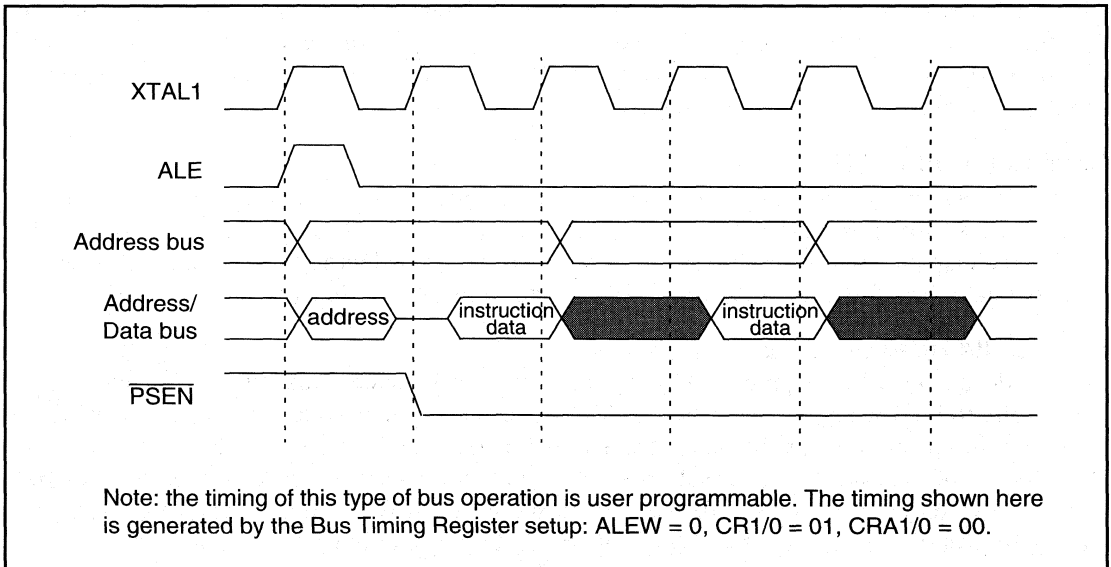 XTAL1
ALE
Address bus
Address/
Data bus
address
instruction
data
instruction
data
PSEN
Note: the timing of this type of bus operation is user programmable. The timing shown here
is generated by the Bus Timing Register setup: ALEW = 0, CR1/0 = 01, CRA1/0 = 00.